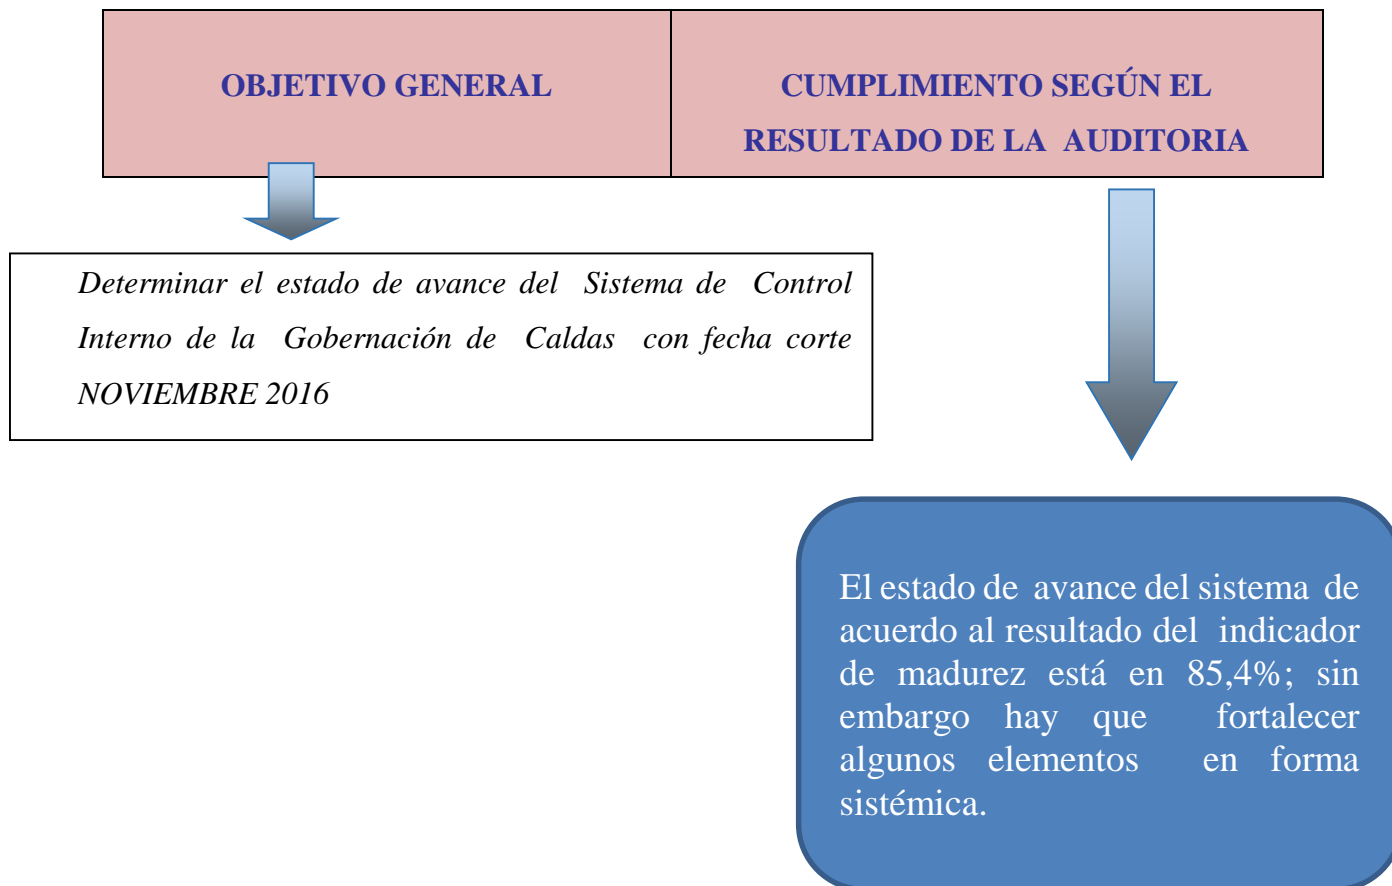 OBJETIVO GENERAL
CUMPLIMIENTO SEGÚN EL
RESULTADO DE LA AUDITORIA
Determinar el estado de avance del Sistema de Control
Interno de la Gobernación de Caldas con fecha corte
NOVIEMBRE 2016
El estado de avance del sistema de
acuerdo al resultado del indicador
de madurez está en 85,4%; sin
embargo hay que fortalecer
algunos elementos en forma
sistémica.